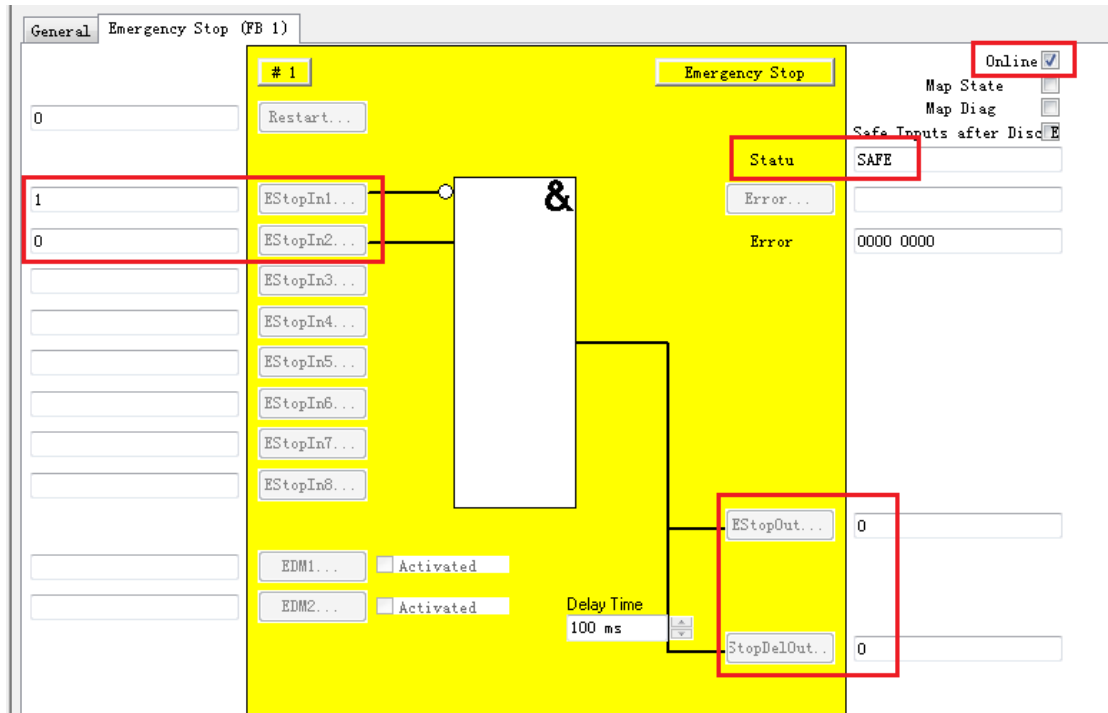 General Emergency Stop (FB 1)
# 1 Emergency Stop
Online
Map State
Map Diag
0 Restart...
Safe Inputs after Disc E
Statu SAFE
1 EStopIn1... & Error...
0 EStopIn2... Error 0000 0000
EStopIn3...
EStopIn4...
EStopIn5...
EStopIn6...
EStopIn7...
EStopIn8...
EStopOut... 0
EDM1... Activated
EDM2... Activated
Delay Time
100 ms
StopDelOut.. 0